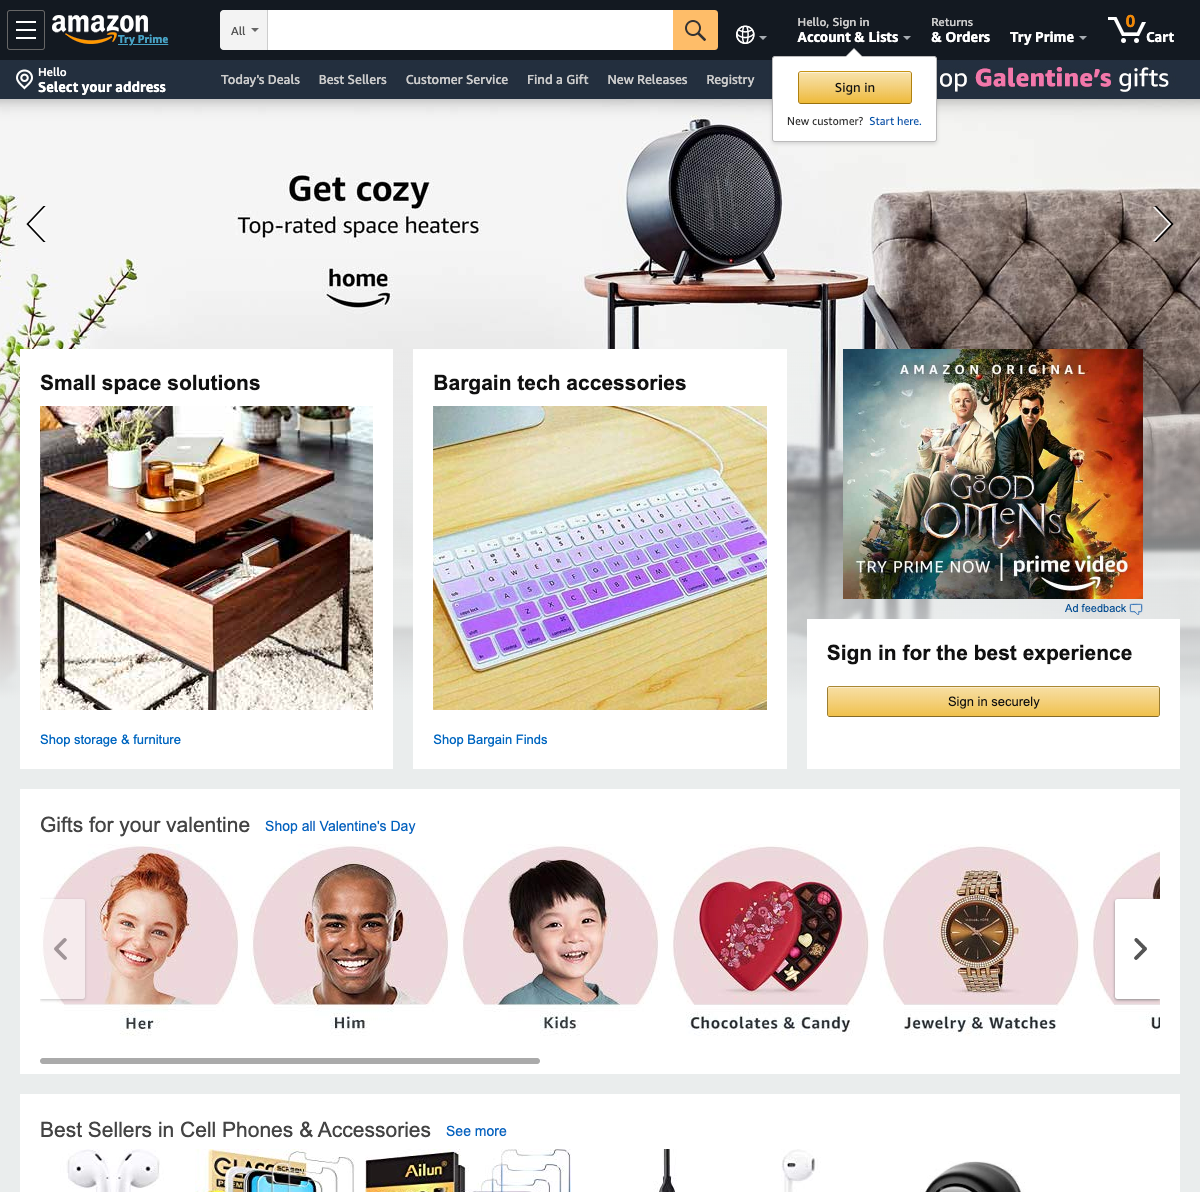 amazon
Try Prime
All
Hello, Sign in
Account & Lists
Returns
& Orders
Try Prime
0
Cart
Hello
Select your address
Today's Deals
Best Sellers
Customer Service
Find a Gift
New Releases
Registry
op Galentine's gifts
Sign in
New customer? Start here.
Get cozy
Top-rated space heaters
home
Small space solutions
Shop storage & furniture
Bargain tech accessories
Shop Bargain Finds
AMAZON ORIGINAL
GOOD
OMENS
TRY PRIME NOW | prime video
Ad feedback
Sign in for the best experience
Sign in securely
Gifts for your valentine
Shop all Valentine's Day
Her
Him
Kids
Chocolates & Candy
Jewelry & Watches
U
Best Sellers in Cell Phones & Accessories
See more
GLASS
SCREEN
Ailun